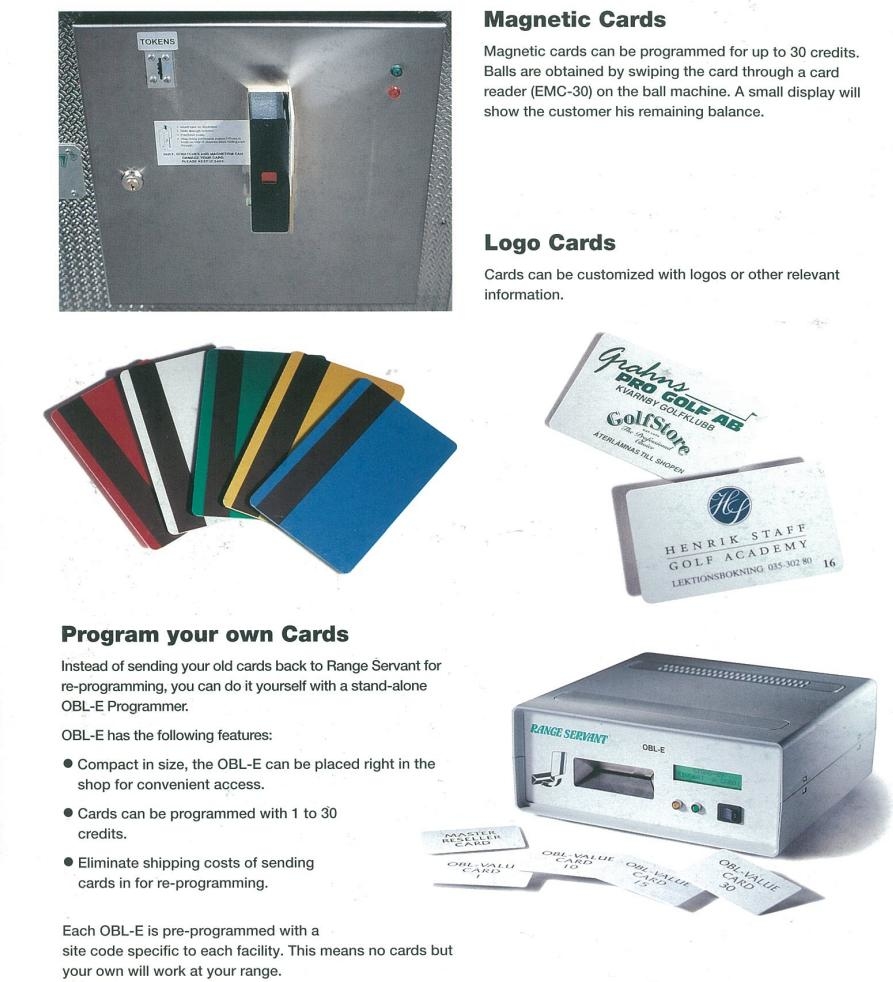 TOKENS
DAMAGE YOUR CARD.
Magnetic Cards
Magnetic cards can be programmed for up to 30 credits.
Balls are obtained by swiping the card through a card
reader (EMC-30) on the ball machine. A small display will
show the customer his remaining balance.
Logo Cards
Cards can be customized with logos or other relevant
information.
Grahns
PRO GOLF AB
KVARNBY GOLFKLUBB
GolfStore
The Professional
Choice
ÅTERLÄMNAS TILL SHOPEN
HS
HENRIK STAFF
GOLF ACADEMY
LEKTIONSBOKNING 035-302 80 16
Program your own Cards
Instead of sending your old cards back to Range Servant for
re-programming, you can do it yourself with a stand-alone
OBL-E Programmer.
OBL-E has the following features:
● Compact in size, the OBL-E can be placed right in the
shop for convenient access.
● Cards can be programmed with 1 to 30
credits.
● Eliminate shipping costs of sending
cards in for re-programming.
Each OBL-E is pre-programmed with a
site code specific to each facility. This means no cards but
your own will work at your range.
RANGE SERVANT
OBL-E
MASTER
RESELLER
CARD
OBL-VALU
CARD
1
OBL-VALUE
CARD
10
OBL-VALUE
CARD
15
OBL-VALUE
CARD
30